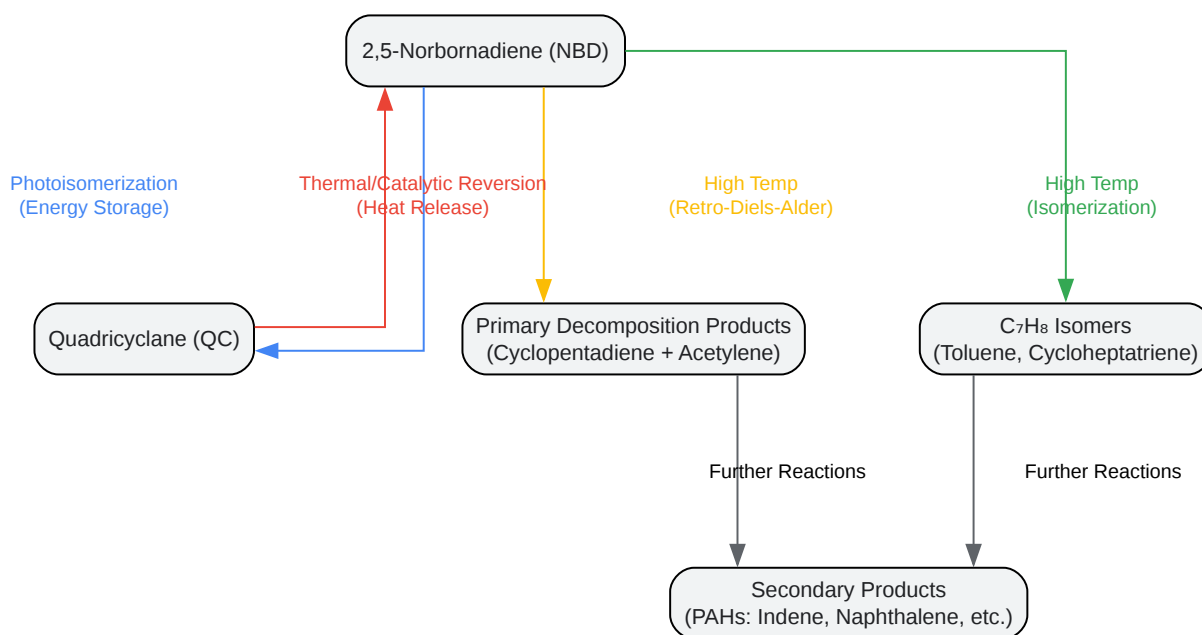 2,5-Norbornadiene (NBD)
Photoisomerization
(Energy Storage)
Thermal/Catalytic Reversion
(Heat Release)
High Temp
(Retro-Diels-Alder)
High Temp
(Isomerization)
Quadricyclane (QC)
Primary Decomposition Products
(Cyclopentadiene + Acetylene)
C₇H₈ Isomers
(Toluene, Cycloheptatriene)
Further Reactions
Further Reactions
Secondary Products
(PAHs: Indene, Naphthalene, etc.)